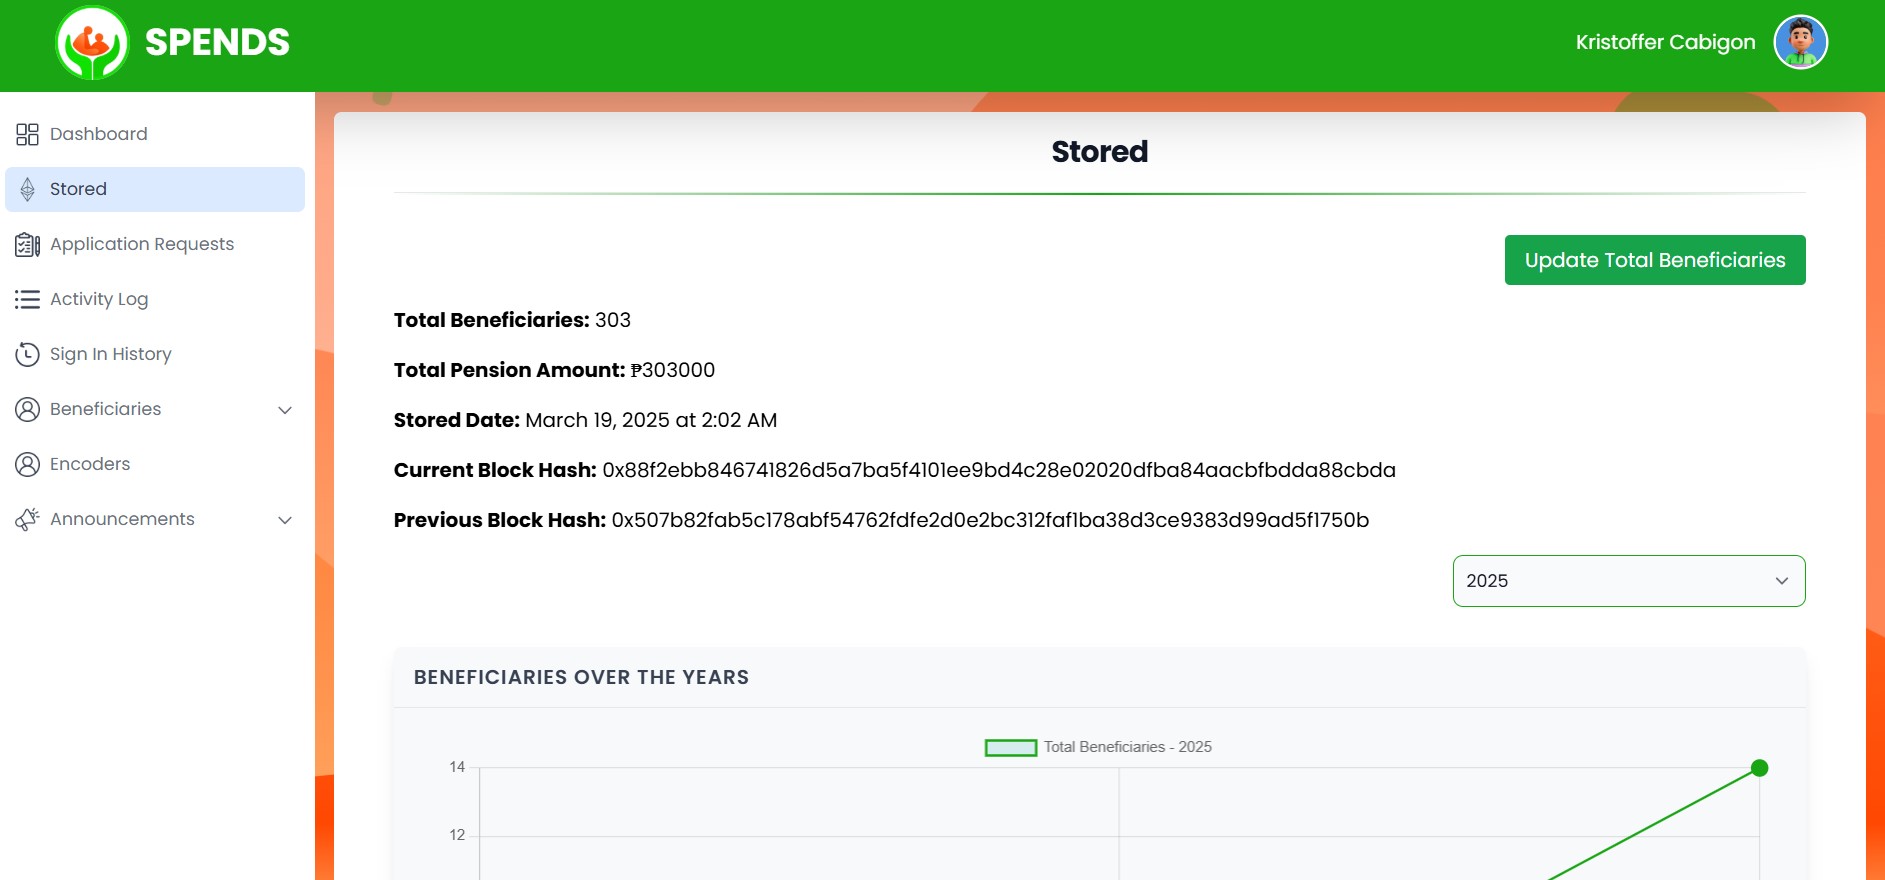 SPENDS
Kristoffer Cabigon
Dashboard
Stored
Application Requests
Activity Log
Sign In History
Beneficiaries
Encoders
Announcements
Stored
Update Total Beneficiaries
Total Beneficiaries: 303
Total Pension Amount: ₱303000
Stored Date: March 19, 2025 at 2:02 AM
Current Block Hash: 0x88f2ebb846741826d5a7ba5f4101ee9bd4c28e02020dfba84aacbfbdda88cbda
Previous Block Hash: 0x507b82fab5c178abf54762fdfe2d0e2bc312faf1ba38d3ce9383d99ad5f1750b
2025
BENEFICIARIES OVER THE YEARS
Total Beneficiaries - 2025
14
12